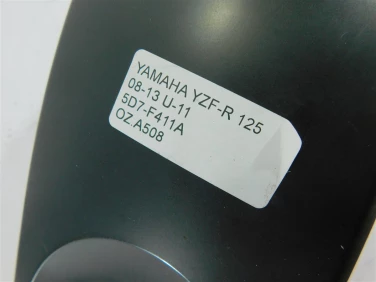 YAMAHA YZF-R 125
08-13 U-11
5D7-F411A
OZ.A508